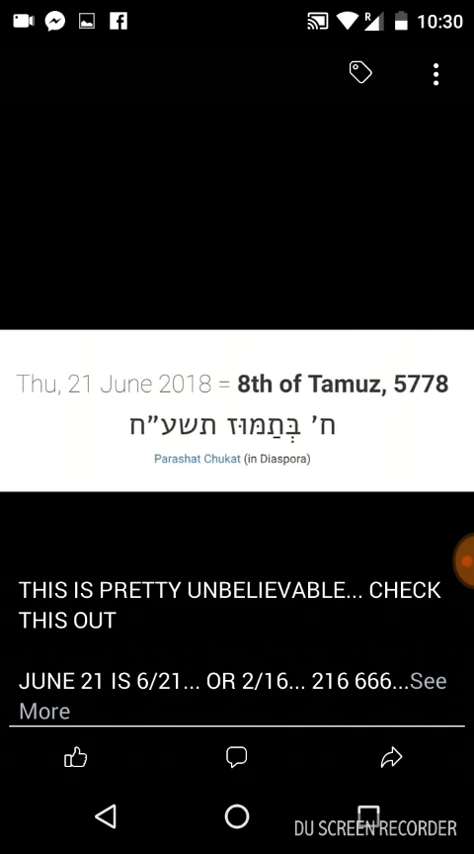 R
10:30
Thu, 21 June 2018 = 8th of Tamuz, 5778
ח׳ בְּתַמּוּז תשע״ח
Parashat Chukat (in Diaspora)
THIS IS PRETTY UNBELIEVABLE... CHECK
THIS OUT
JUNE 21 IS 6/21... OR 2/16... 216 666...See
More
DU SCREEN RECORDER